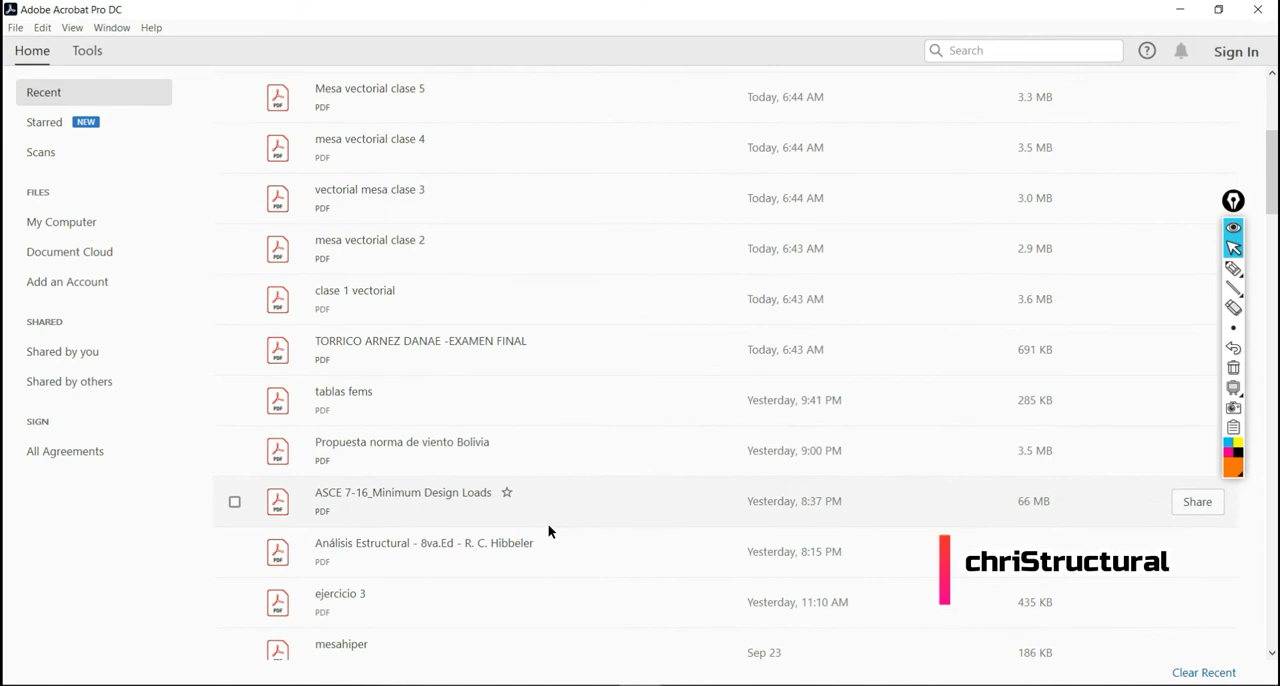 Adobe Acrobat Pro DC
File Edit View Window Help
Home Tools
Search
Sign In
Recent
Starred NEW
Scans
FILES
My Computer
Document Cloud
Add an Account
SHARED
Shared by you
Shared by others
SIGN
All Agreements
Mesa vectorial clase 5 Today, 6:44 AM 3.3 MB
PDF
mesa vectorial clase 4 Today, 6:44 AM 3.5 MB
PDF
vectorial mesa clase 3 Today, 6:44 AM 3.0 MB
PDF
mesa vectorial clase 2 Today, 6:43 AM 2.9 MB
PDF
clase 1 vectorial Today, 6:43 AM 3.6 MB
PDF
TORRICO ARNEZ DANAE -EXAMEN FINAL Today, 6:43 AM 691 KB
PDF
tablas fems Yesterday, 9:41 PM 285 KB
PDF
Propuesta norma de viento Bolivia Yesterday, 9:00 PM 3.5 MB
PDF
ASCE 7-16_Minimum Design Loads Yesterday, 8:37 PM 66 MB Share
PDF
Análisis Estructural - 8va.Ed - R. C. Hibbeler Yesterday, 8:15 PM
PDF
chriStructural
ejercicio 3 Yesterday, 11:10 AM 435 KB
PDF
mesahiper Sep 23 186 KB
Clear Recent